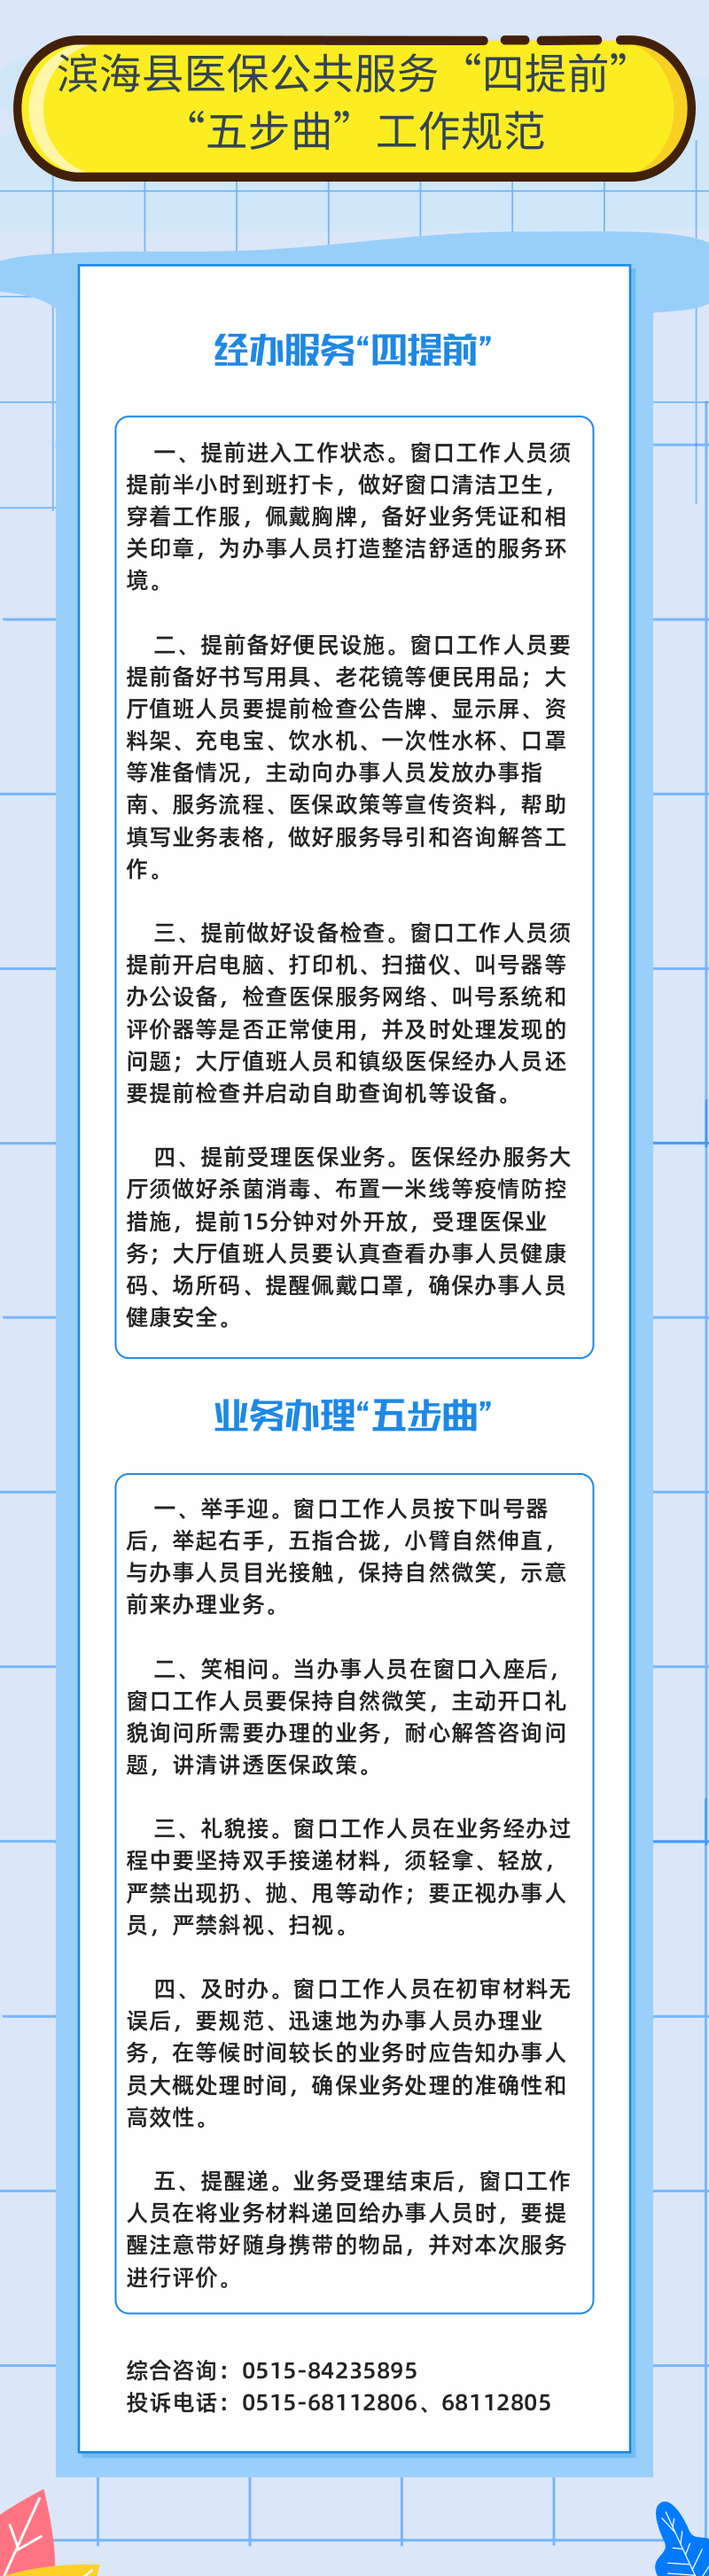 滨海县医保公共服务“四提前”
“五步曲”工作规范
经办服务“四提前”
一、提前进入工作状态。窗口工作人员须
提前半小时到班打卡，做好窗口清洁卫生，
穿着工作服，佩戴胸牌，备好业务凭证和相
关印章，为办事人员打造整洁舒适的服务环
境。
二、提前备好便民设施。窗口工作人员要
提前备好书写用具、老花镜等便民用品；大
厅值班人员要提前检查公告牌、显示屏、资
料架、充电宝、饮水机、一次性水杯、口罩
等准备情况，主动向办事人员发放办事指
南、服务流程、医保政策等宣传资料，帮助
填写业务表格，做好服务导引和咨询解答工
作。
三、提前做好设备检查。窗口工作人员须
提前开启电脑、打印机、扫描仪、叫号器等
办公设备，检查医保服务网络、叫号系统和
评价器等是否正常使用，并及时处理发现的
问题；大厅值班人员和镇级医保经办人员还
要提前检查并启动自助查询机等设备。
四、提前受理医保业务。医保经办服务大
厅须做好杀菌消毒、布置一米线等疫情防控
措施，提前15分钟对外开放，受理医保业
务；大厅值班人员要认真查看办事人员健康
码、场所码、提醒佩戴口罩，确保办事人员
健康安全。
业务办理“五步曲”
一、举手迎。窗口工作人员按下叫号器
后，举起右手，五指合拢，小臂自然伸直，
与办事人员目光接触，保持自然微笑，示意
前来办理业务。
二、笑相问。当办事人员在窗口入座后，
窗口工作人员要保持自然微笑，主动开口礼
貌询问所需要办理的业务，耐心解答咨询问
题，讲清讲透医保政策。
三、礼貌接。窗口工作人员在业务经办过
程中要坚持双手接递材料，须轻拿、轻放，
严禁出现扔、抛、甩等动作；要正视办事人
员，严禁斜视、扫视。
四、及时办。窗口工作人员在初审材料无
误后，要规范、迅速地为办事人员办理业
务，在等候时间较长的业务时应告知办事人
员大概处理时间，确保业务处理的准确性和
高效性。
五、提醒递。业务受理结束后，窗口工作
人员在将业务材料递回给办事人员时，要提
醒注意带好随身携带的物品，并对本次服务
进行评价。
综合咨询：0515-84235895
投诉电话：0515-68112806、68112805